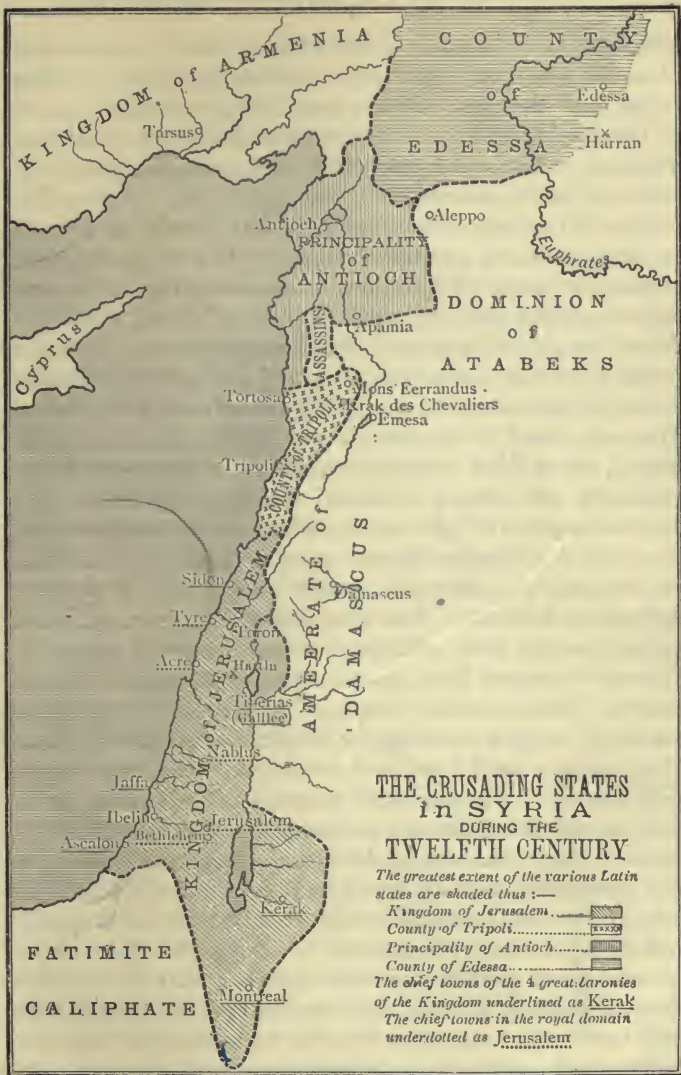 COUNTY
of
EDESSA
Edessa
Harran
KINGDOM of ARMENIA
Tarsus
Antioch
PRINCIPALITY
of
ANTIOCH
Aleppo
Euphrates
DOMINION
of
ATABEKS
Cyprus
ASSASSINS
Apamia
Tortosa
Mons Eerrandus
Krak des Chevaliers
Emesa
COUNTY of TRIPOLI
Tripoli
AMEERATE of
DAMASCUS
Damascus
Sidon
Tyre
Toron
Acre
Hattin
Tiberias
(Galilee)
KINGDOM of JERUSALEM
Nablus
Jaffa
Ibelin
Jerusalem
Bethlehem
Ascalon
Kerak
Montreal
FATIMITE
CALIPHATE
THE CRUSADING STATES
in SYRIA
DURING THE
TWELFTH CENTURY
The greatest extent of the various Latin
states are shaded thus :—
Kingdom of Jerusalem
County of Tripoli
Principality of Antioch
County of Edessa
The chief towns of the 4 great baronies
of the Kingdom underlined as Kerak
The chief towns in the royal domain
underdotted as Jerusalem